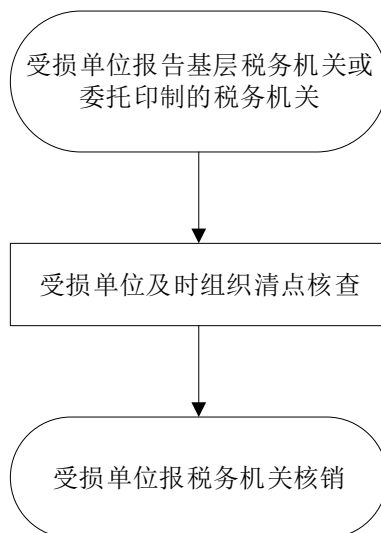 受损单位报告基层税务机关或
委托印制的税务机关
受损单位及时组织清点核查
受损单位报税务机关核销